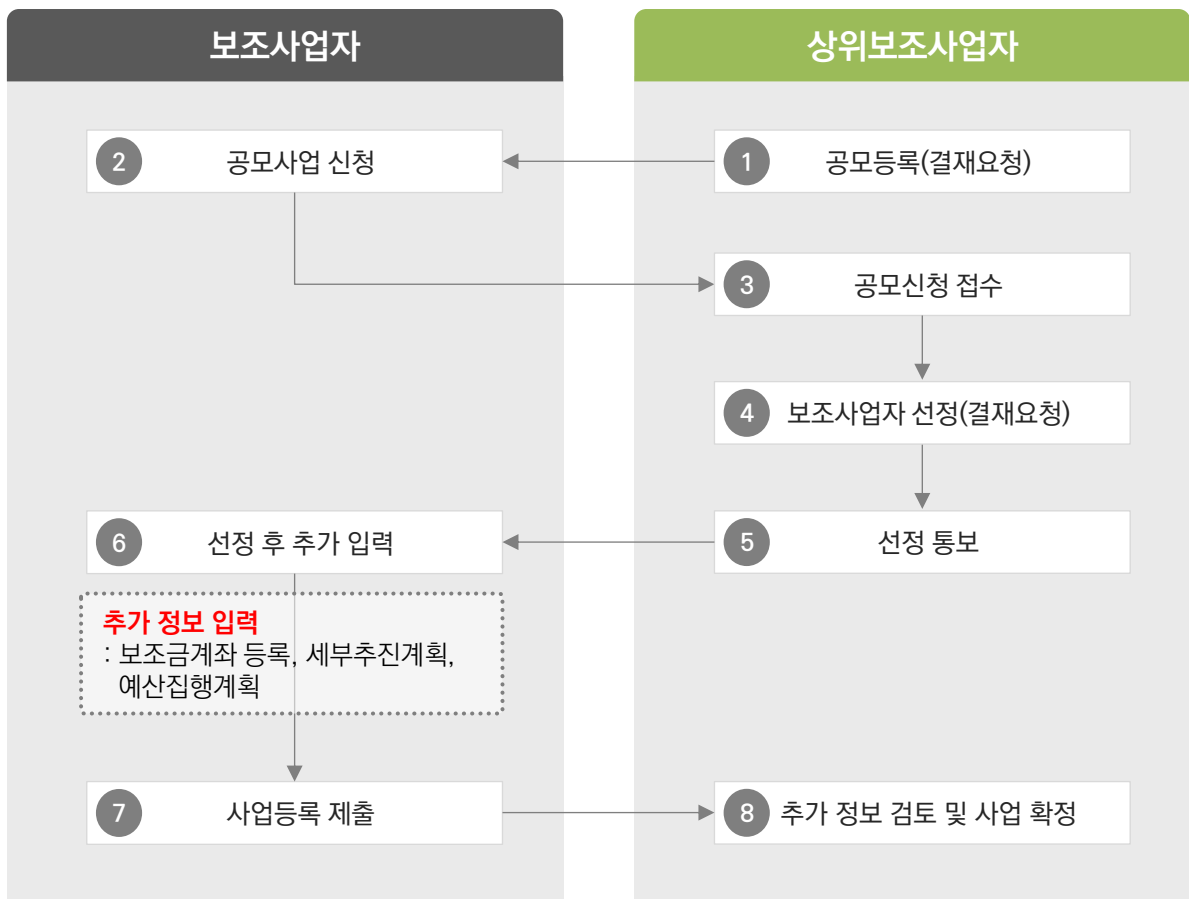 보조사업자
상위보조사업자
2 공모사업 신청
1 공모등록(결재요청)
3 공모신청 접수
4 보조사업자 선정(결재요청)
6 선정 후 추가 입력
5 선정 통보
추가 정보 입력
: 보조금계좌 등록, 세부추진계획,
예산집행계획
7 사업등록 제출
8 추가 정보 검토 및 사업 확정